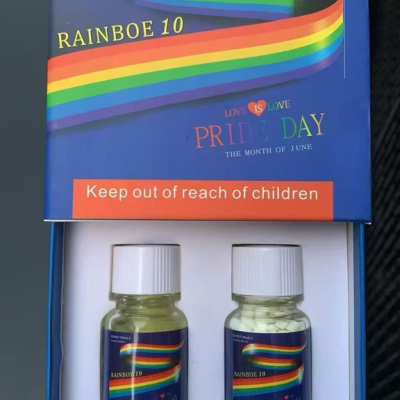 RAINBOE 10
LOVE IS LOVE
PRIDE DAY
THE MONTH OF JUNE
Keep out of reach of children
RAINBOE 10
RAINBOE 10